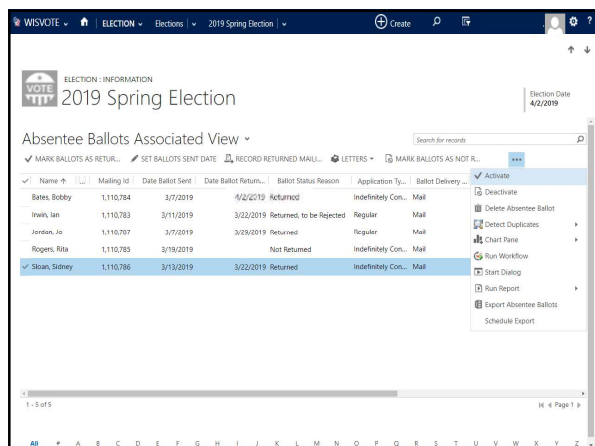 WISVOTE ELECTION Elections 2019 Spring Election Create ?
VOTE
ELECTION : INFORMATION
2019 Spring Election
Election Date
4/2/2019
Absentee Ballots Associated View
Search for records
MARK BALLOTS AS RETUR... SET BALLOTS SENT DATE RECORD RETURNED MAILI... LETTERS MARK BALLOTS AS NOT R... ...
Name ... Mailing Id Date Ballot Sent Date Ballot Return... Ballot Status Reason Application Ty... Ballot Delivery ...
Bates, Bobby 1,110,784 3/7/2019 4/2/2019 Returned Indefinitely Con... Mail
Irwin, Ian 1,110,783 3/11/2019 3/22/2019 Returned, to be Rejected Regular Mail
Jordan, Jo 1,110,707 3/7/2019 3/29/2019 Returned Regular Mail
Rogers, Rita 1,110,785 3/19/2019 Not Returned Indefinitely Con... Mail
Sloan, Sidney 1,110,786 3/13/2019 3/22/2019 Returned Indefinitely Con... Mail
Activate
Deactivate
Delete Absentee Ballot
Detect Duplicates
Chart Pane
Run Workflow
Start Dialog
Run Report
Export Absentee Ballots
Schedule Export
1 - 5 of 5 Page 1
All # A B C D E F G H I J K L M N O P Q R S T U V W X Y Z